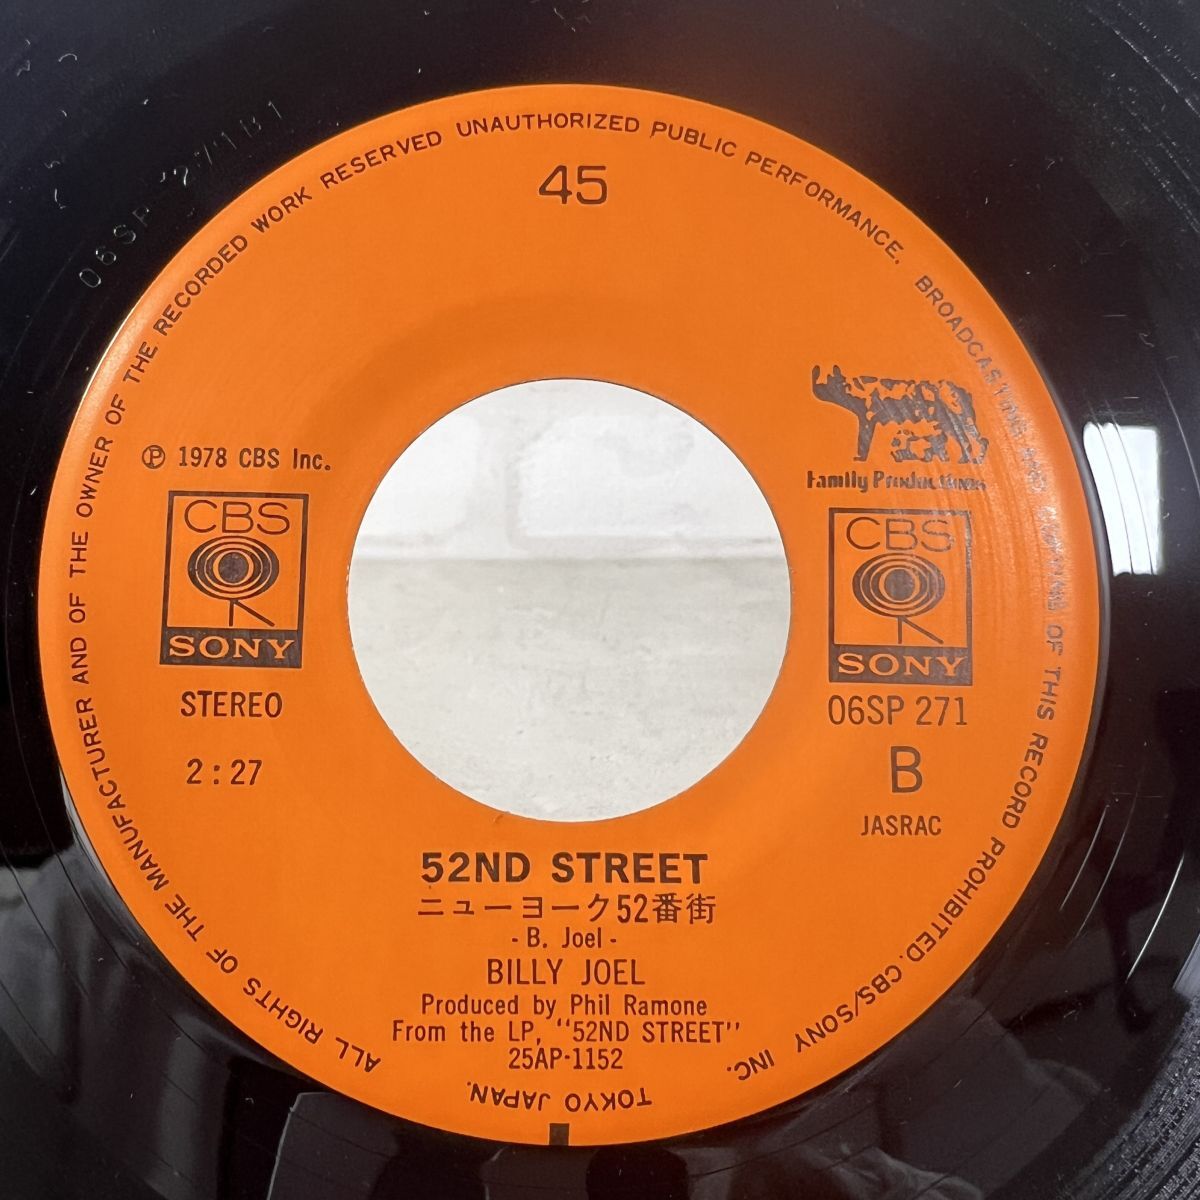 06SP 271B1
ALL RIGHTS OF THE MANUFACTURER AND OF THE OWNER OF THE RECORDED WORK RESERVED UNAUTHORIZED PUBLIC PERFORMANCE, BROADCASTING AND COPYING OF THIS RECORD PROHIBITED. CBS/SONY INC.
TOKYO JAPAN.
45
Ⓟ 1978 CBS Inc.
CBS
SONY
STEREO
2:27
Family Productions
CBS
SONY
06SP 271
B
JASRAC
52ND STREET
ニューヨーク52番街
- B. Joel -
BILLY JOEL
Produced by Phil Ramone
From the LP, "52ND STREET"
25AP-1152